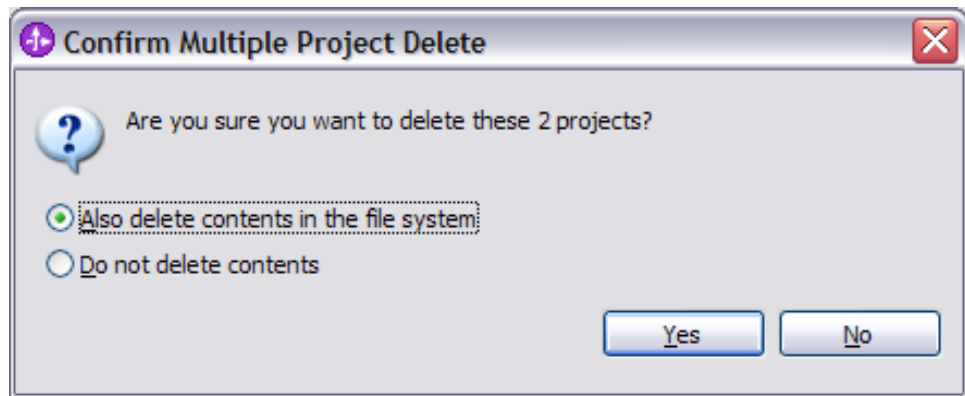 Confirm Multiple Project Delete
Are you sure you want to delete these 2 projects?
Also delete contents in the file system
Do not delete contents
Yes No